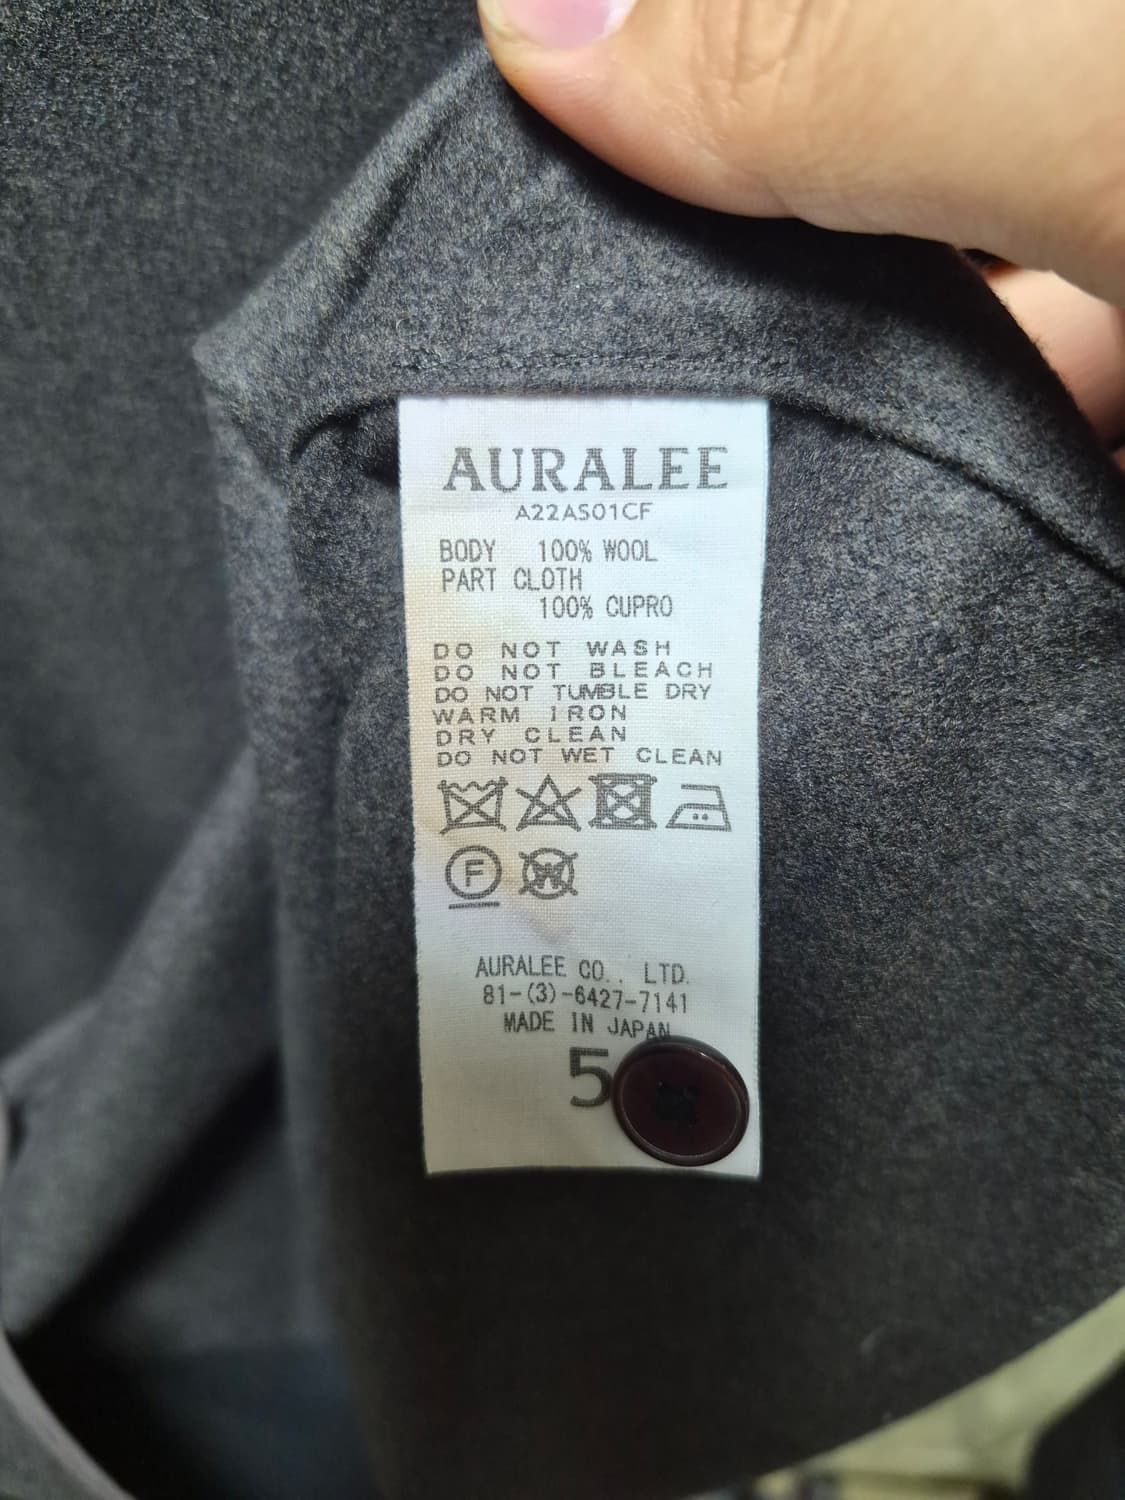 AURALEE
A22AS01CF
BODY 100% WOOL
PART CLOTH
100% CUPRO
DO NOT WASH
DO NOT BLEACH
DO NOT TUMBLE DRY
WARM IRON
DRY CLEAN
DO NOT WET CLEAN
F W
AURALEE CO., LTD.
81-(3)-6427-7141
MADE IN JAPAN
5